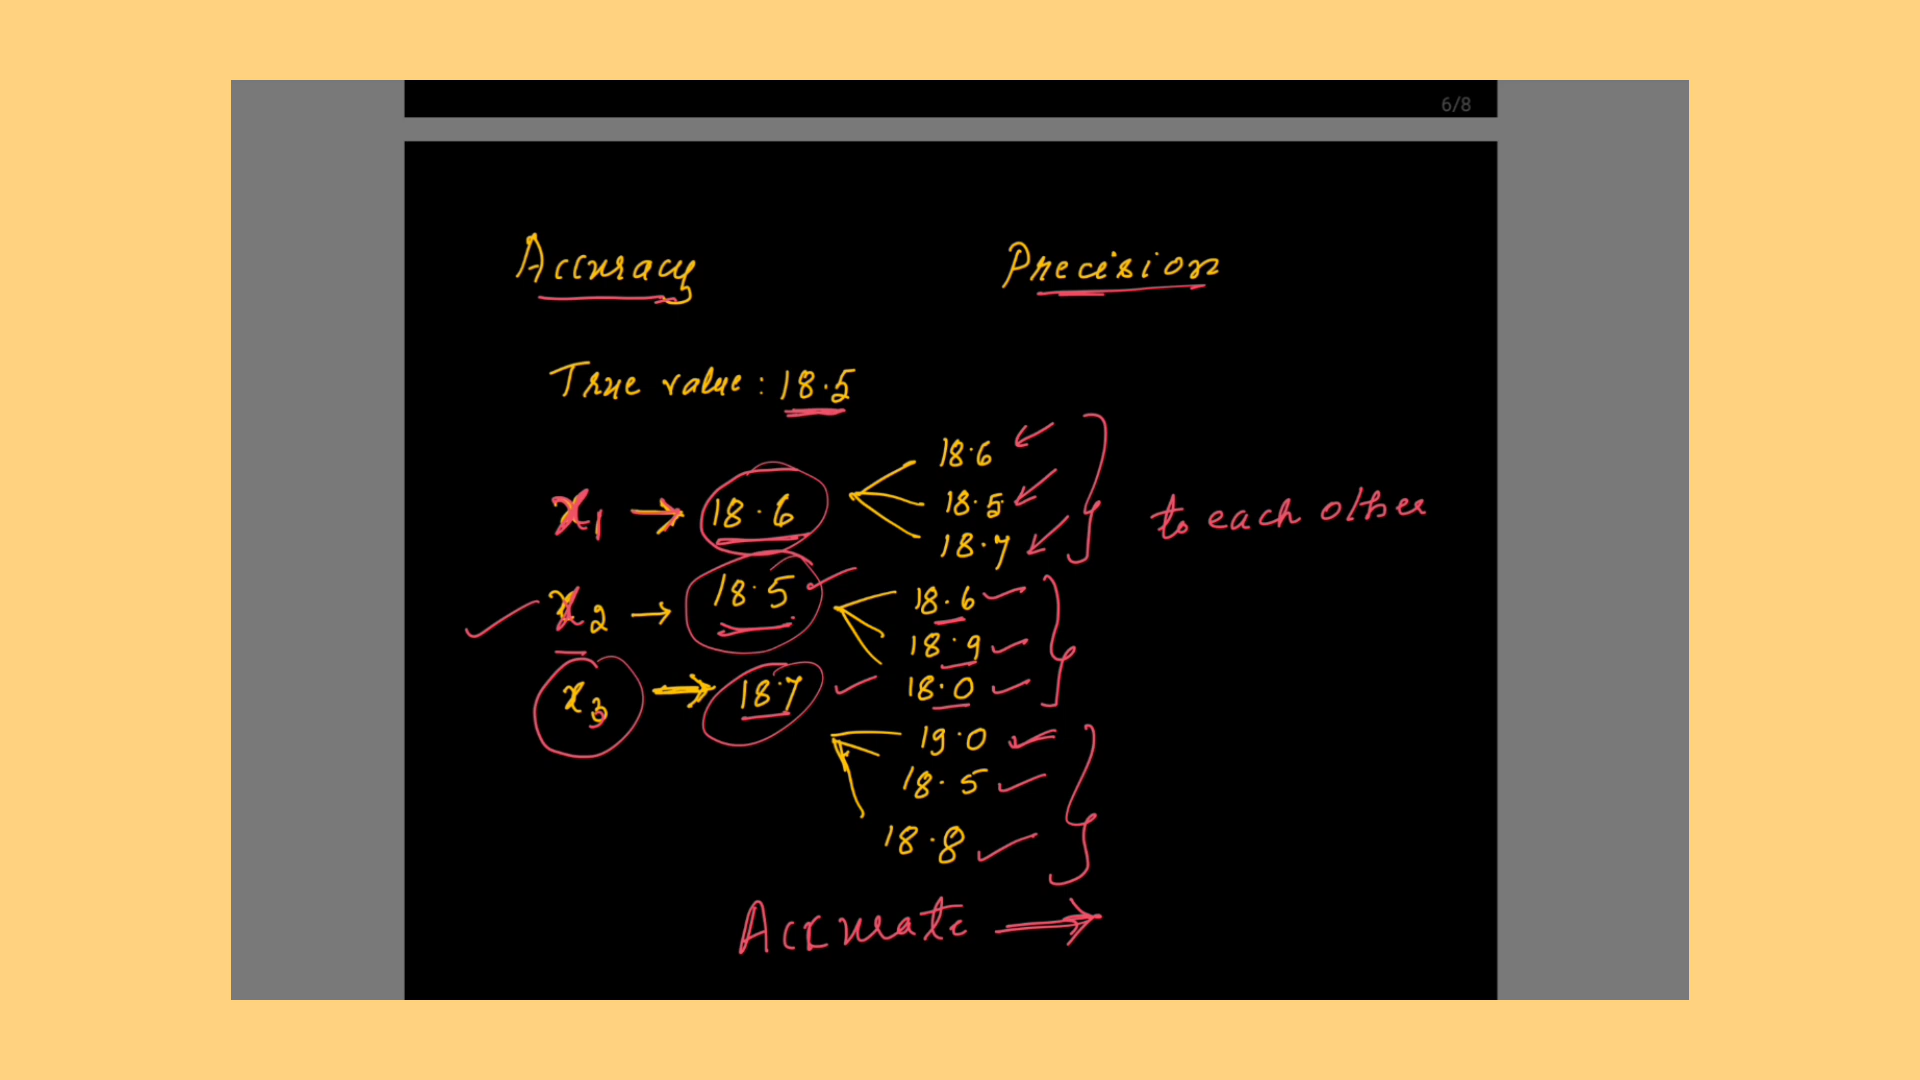 6/8
Accuracy Precision
True value : 18.5
18.6
x1 → 18.6 18.5 to each other
18.7
x2 → 18.5 18.6
18.9
x3 → 18.7 18.0
19.0
18.5
18.8
Accurate →